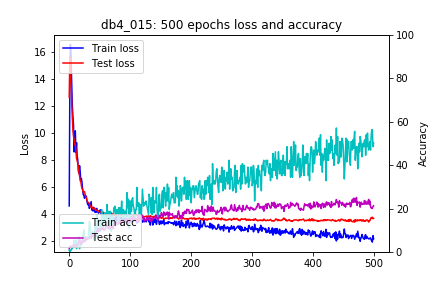 db4_015: 500 epochs loss and accuracy
Train loss
Test loss
Train acc
Test acc
Loss
Accuracy
16
14
12
10
8
6
4
2
100
80
60
40
20
0
0
100
200
300
400
500